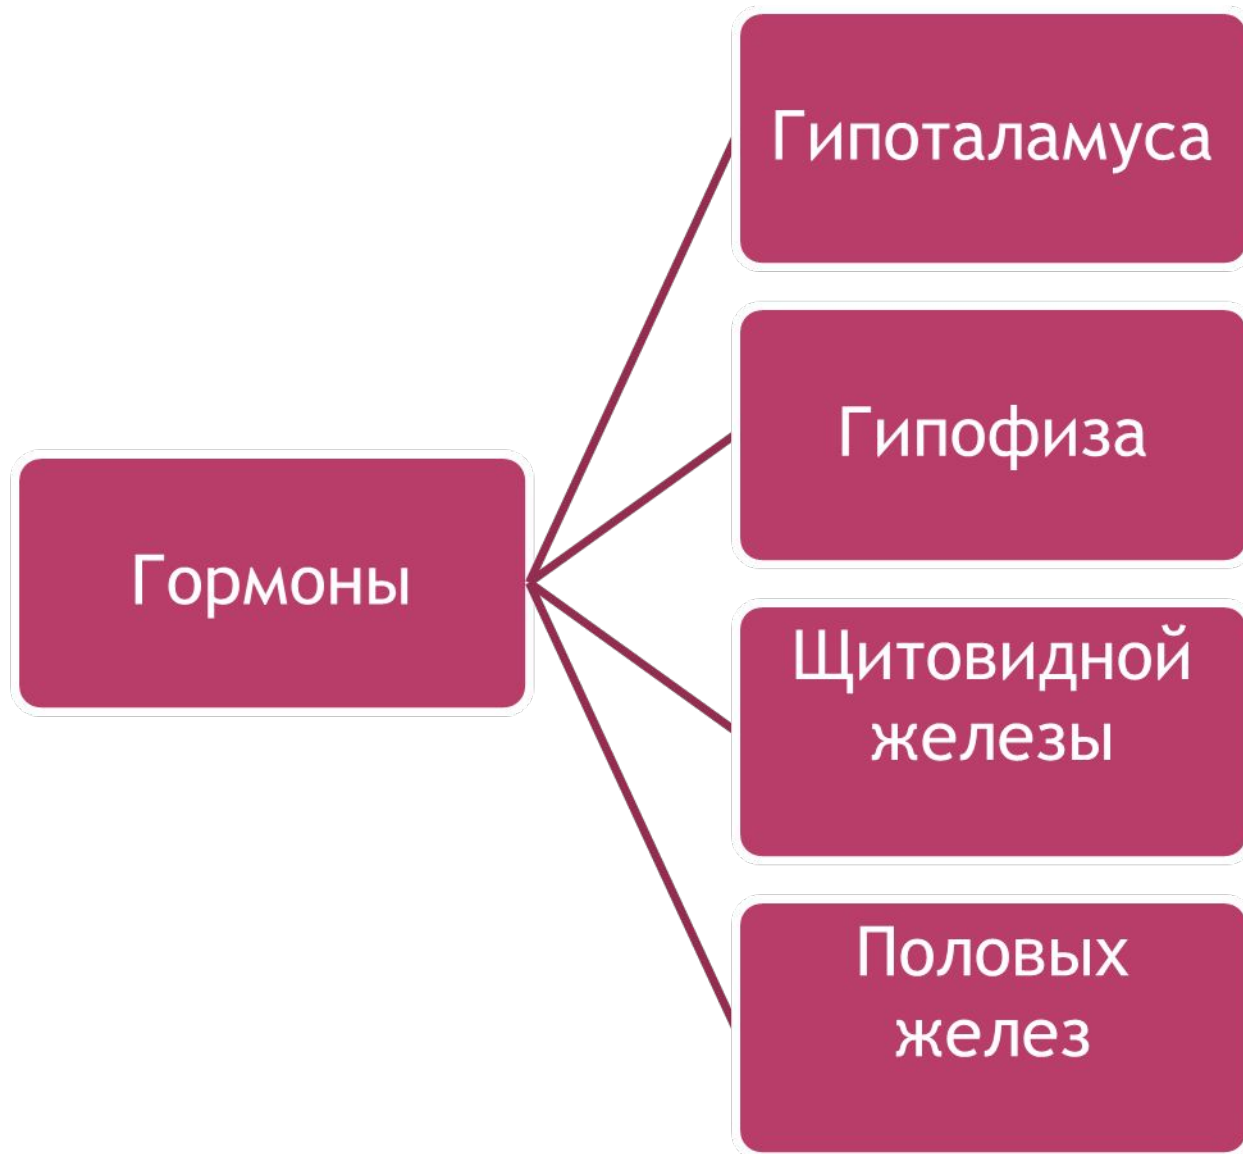 Гипоталамуса
Гипофиза
Гормоны
Щитовидной
железы
Половых
желез